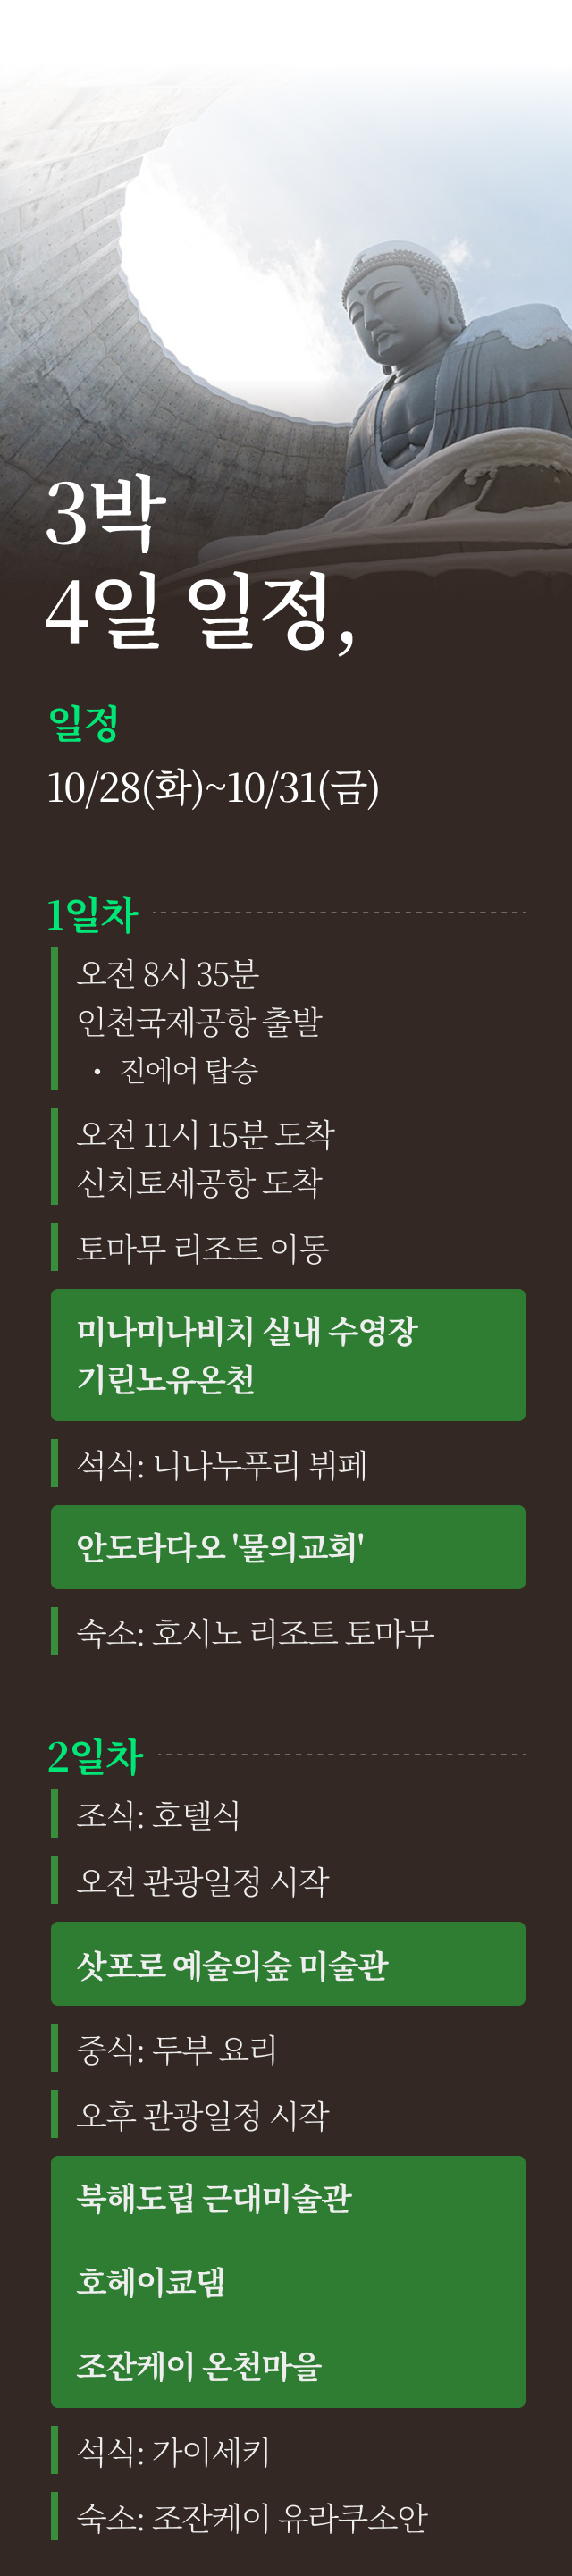 3박
4일 일정,
일정
10/28(화)~10/31(금)
1일차
오전 8시 35분
인천국제공항 출발
• 진에어 탑승
오전 11시 15분 도착
신치토세공항 도착
토마무 리조트 이동
미나미나비치 실내 수영장
기린노유온천
석식: 니나누푸리 뷔페
안도타다오 '물의교회'
숙소: 호시노 리조트 토마무
2일차
조식: 호텔식
오전 관광일정 시작
삿포로 예술의숲 미술관
중식: 두부 요리
오후 관광일정 시작
북해도립 근대미술관
호헤이쿄댐
조잔케이 온천마을
석식: 가이세키
숙소: 조잔케이 유라쿠소안